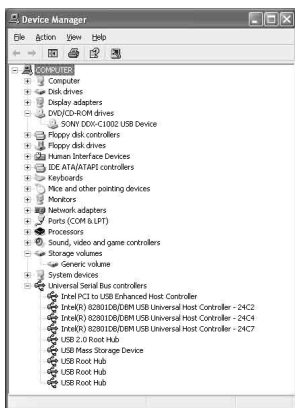 Device Manager
File Action View Help
COMPUTER
Computer
Disk drives
Display adapters
DVD/CD-ROM drives
SONY DDX-C1002 USB Device
Floppy disk controllers
Floppy disk drives
Human Interface Devices
IDE ATA/ATAPI controllers
Keyboards
Mice and other pointing devices
Monitors
Network adapters
Ports (COM & LPT)
Processors
Sound, video and game controllers
Storage volumes
Generic volume
System devices
Universal Serial Bus controllers
Intel PCI to USB Enhanced Host Controller
Intel(R) 82801DB/DBM USB Universal Host Controller - 24C2
Intel(R) 82801DB/DBM USB Universal Host Controller - 24C4
Intel(R) 82801DB/DBM USB Universal Host Controller - 24C7
USB 2.0 Root Hub
USB Mass Storage Device
USB Root Hub
USB Root Hub
USB Root Hub